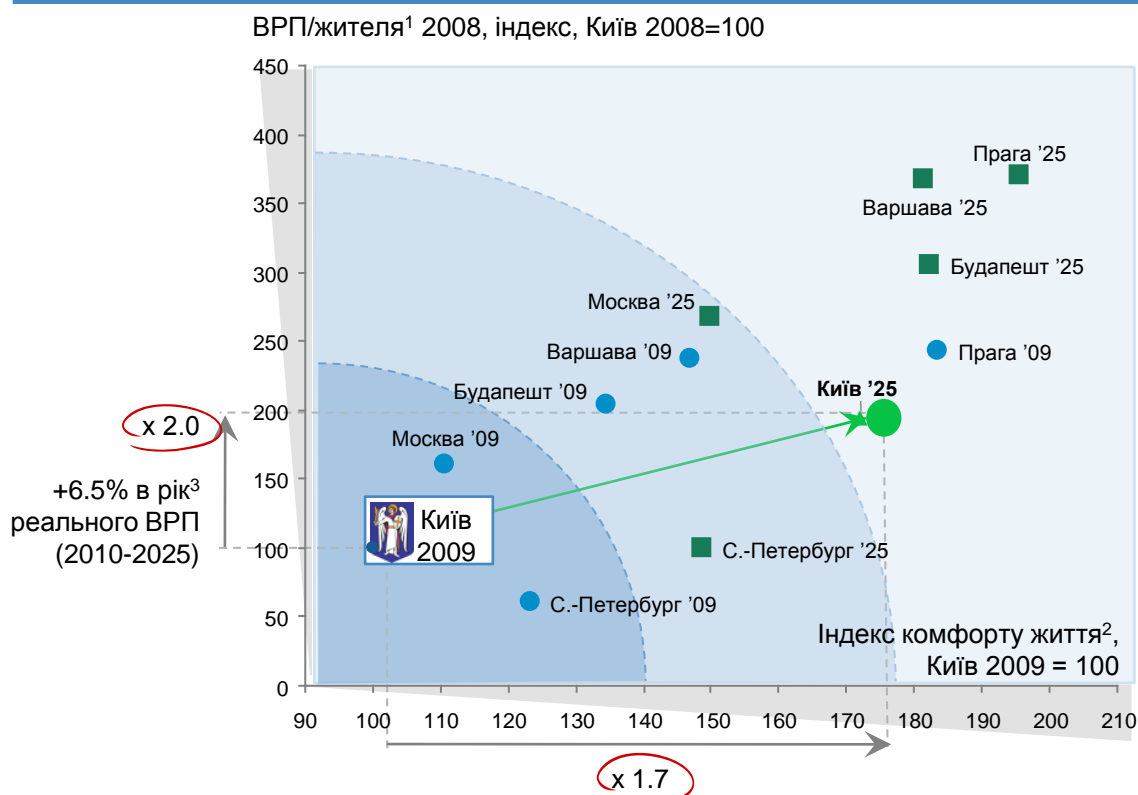 ВРП/жителя¹ 2008, індекс, Київ 2008=100
450
400
350
300
250
200
150
100
50
0
Прага ’25
Варшава ’25
Будапешт ’25
Москва ’25
Варшава ’09
Прага ’09
Будапешт ’09
Київ ’25
Москва ’09
x 2.0
+6.5% в рік³
реального ВРП
(2010-2025)
Київ
2009
С.-Петербург ’25
С.-Петербург ’09
Індекс комфорту життя²,
Київ 2009 = 100
90 100 110 120 130 140 150 160 170 180 190 200 210
x 1.7